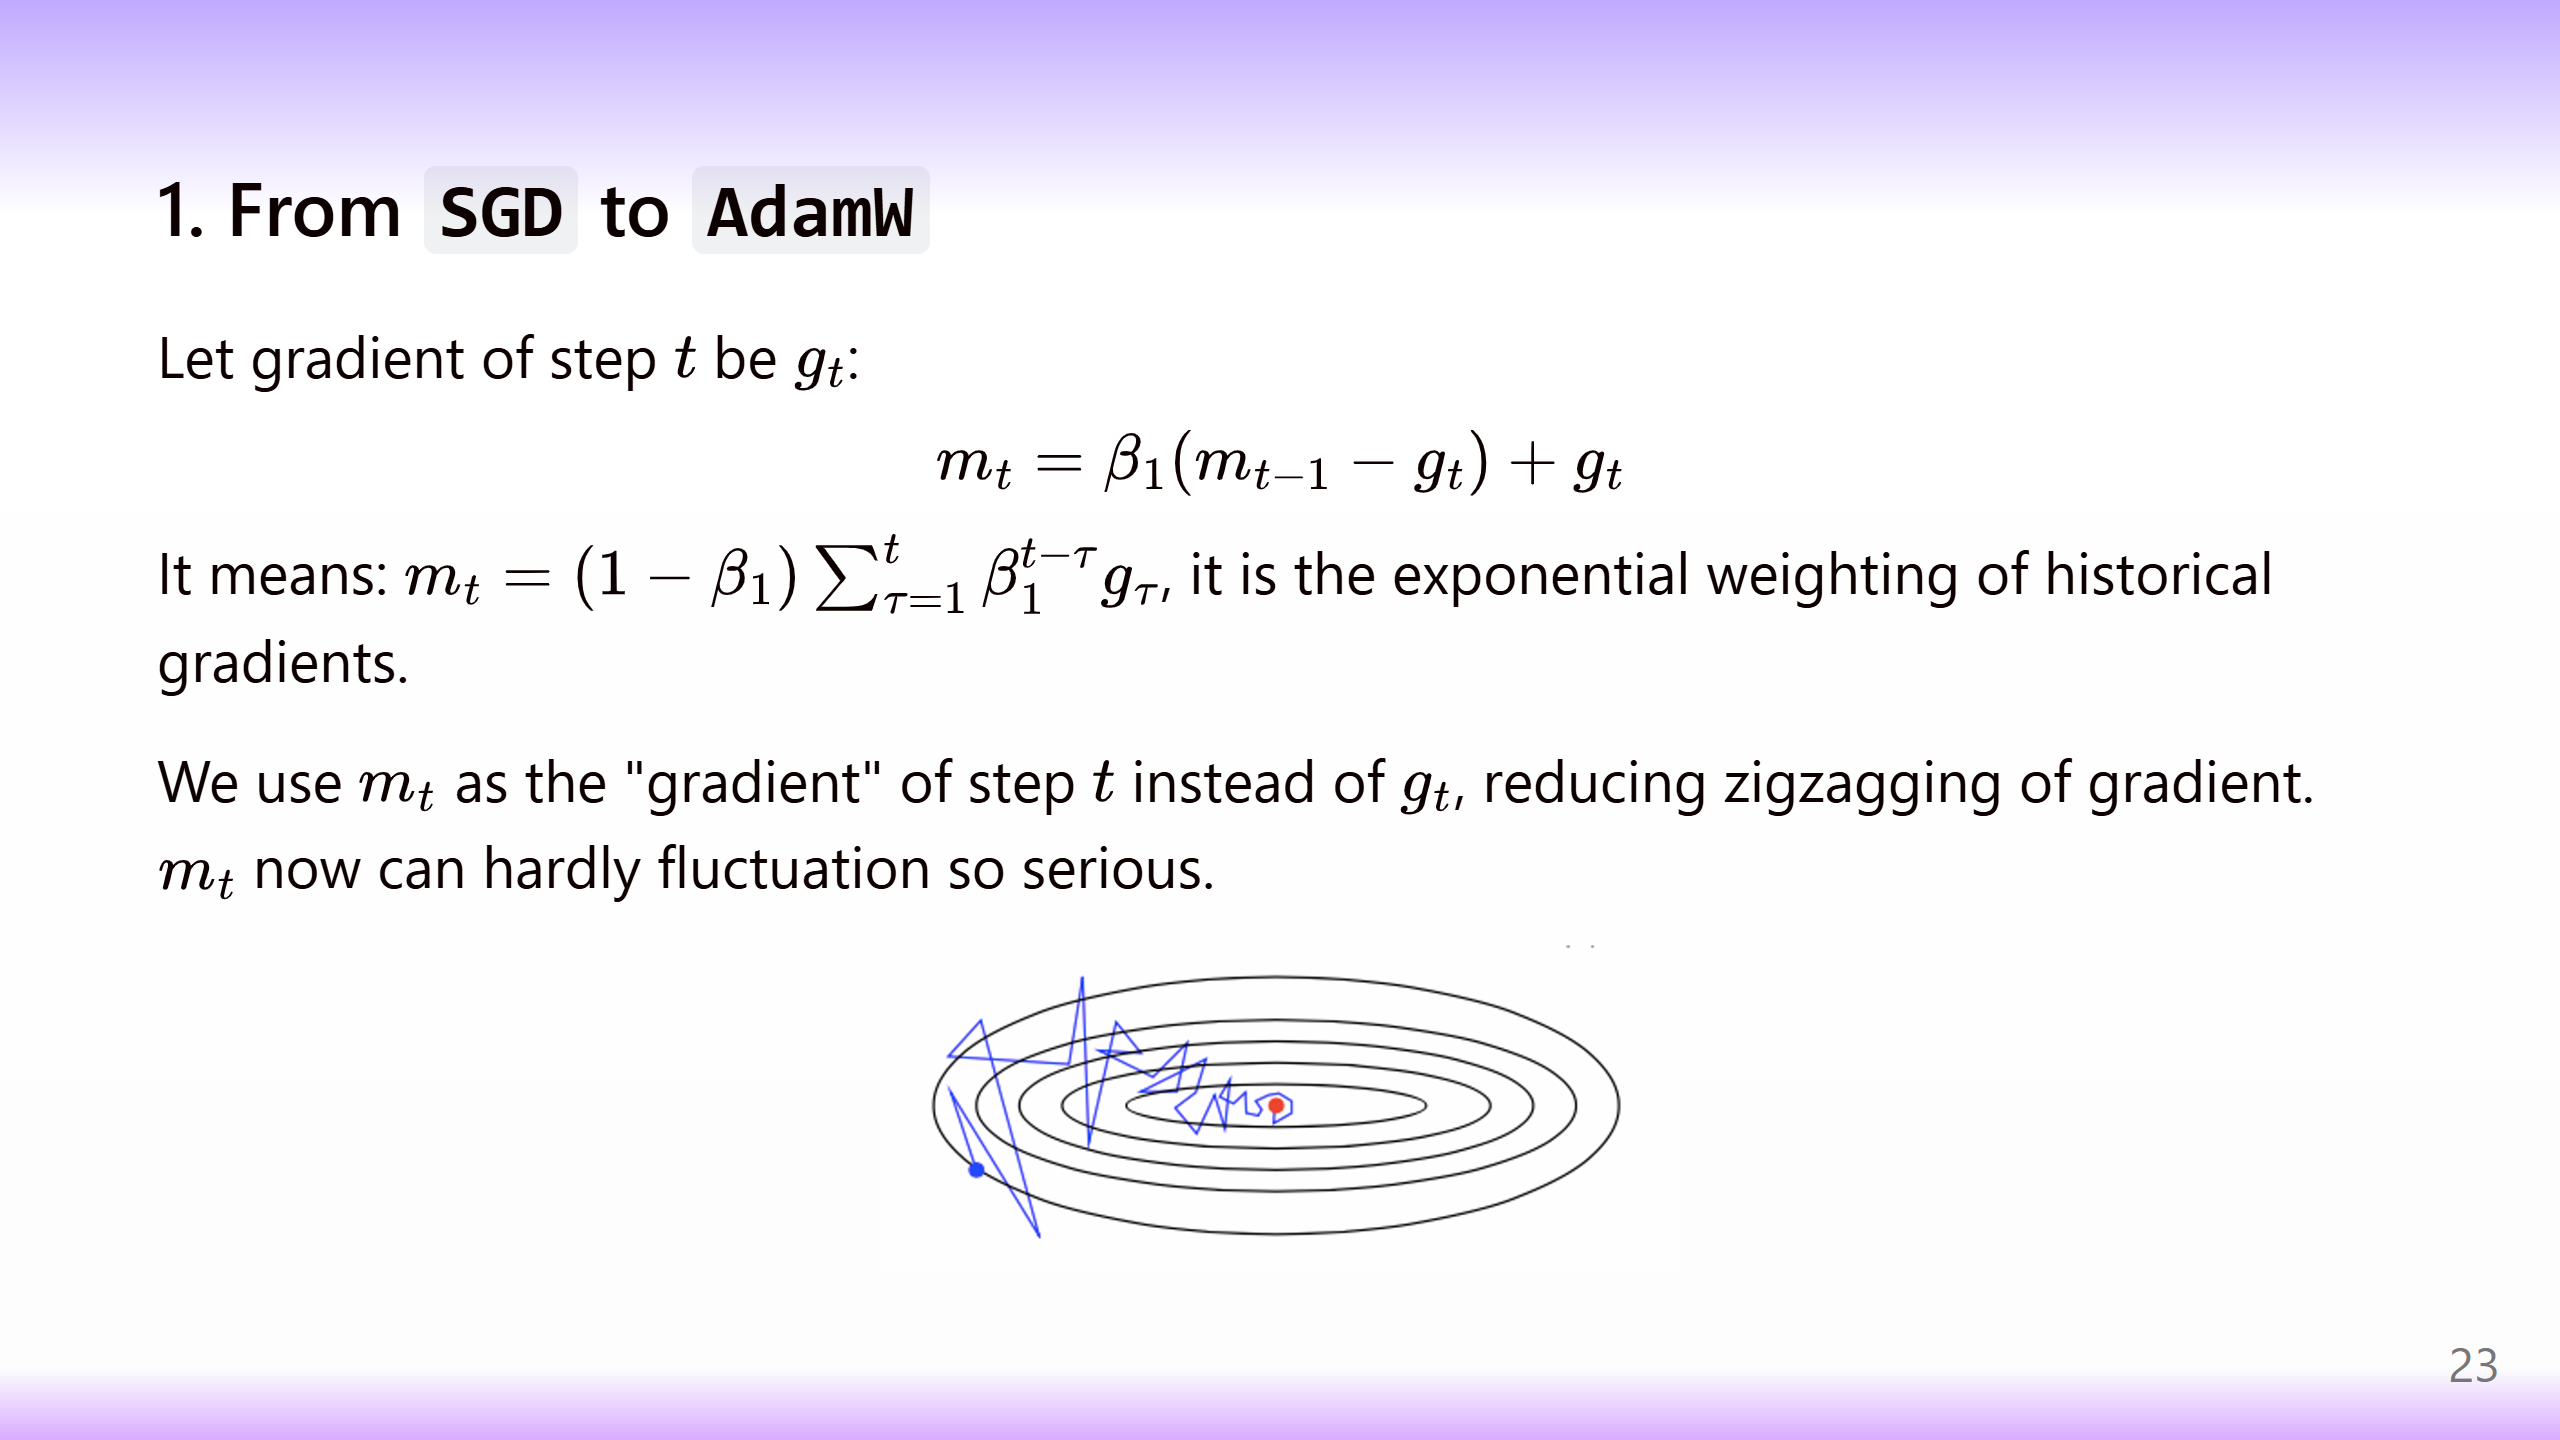 1. From SGD to AdamW
Let gradient of step t be g_t:
m_t = β_1(m_{t−1} − g_t) + g_t
It means: m_t = (1 − β_1) ∑_{τ=1}^{t} β_1^{t−τ} g_τ, it is the exponential weighting of historical
gradients.
We use m_t as the "gradient" of step t instead of g_t, reducing zigzagging of gradient.
m_t now can hardly fluctuation so serious.
23